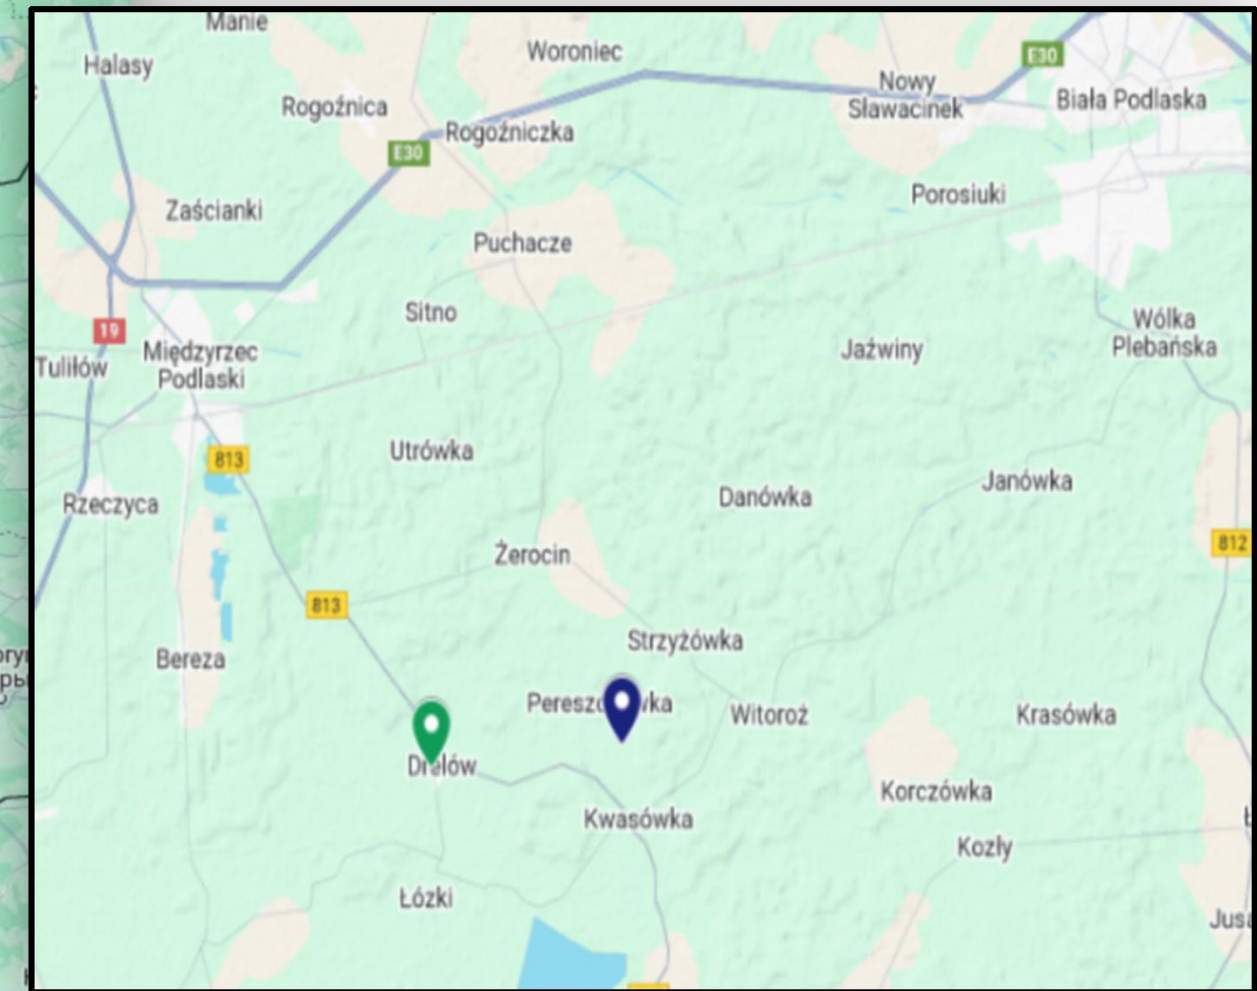 Manie
Halasy
Woroniec
E30
Nowy
Sławacinek
Biała Podlaska
Rogoźnica
Rogoźniczka
E30
Zaścianki
Porosiuki
Puchacze
Sitno
19
Tuliłów
Międzyrzec
Podlaski
Jaźwiny
Wólka
Plebańska
813
Utrówka
Rzeczyca
Danówka
Janówka
Żerocin
812
813
Strzyżówka
Bereza
Witoroż
Krasówka
Drelów
Korczówka
Kwasówka
Kozły
Łózki